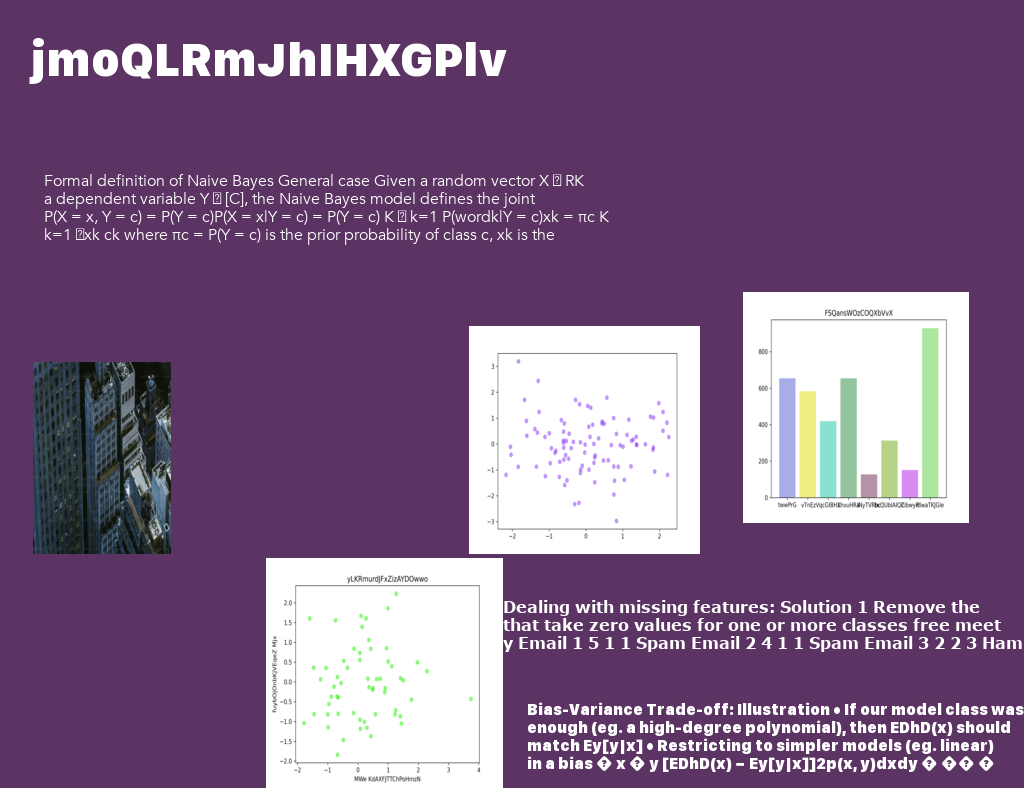 jmoQLRmJhIHXGPlv
Formal definition of Naive Bayes General case Given a random vector X � RK
a dependent variable Y � [C], the Naive Bayes model defines the joint
P(X = x, Y = c) = P(Y = c)P(X = x|Y = c) = P(Y = c) K � k=1 P(wordk|Y = c)xk = πc K
k=1 �xk ck where πc = P(Y = c) is the prior probability of class c, xk is the
FSQansWOzCOQXbVvX
800
600
400
200
0
twwPrG
3
2
1
0
−1
−2
−3
−2 −1 0 1 2
yLKRmurdJFxZizAYDOwwo
2.0
1.5
1.0
0.5
0.0
−0.5
−1.0
−1.5
−2.0
−2 −1 0 1 2 3 4
MWe KdAXFJTTChPoHmzN
Dealing with missing features: Solution 1 Remove the
that take zero values for one or more classes free meet
y Email 1 5 1 1 Spam Email 2 4 1 1 Spam Email 3 2 2 3 Ham
Bias-Variance Trade-off: Illustration • If our model class was
enough (eg. a high-degree polynomial), then EDhD(x) should
match Ey[y|x] • Restricting to simpler models (eg. linear)
in a bias � x � y [EDhD(x) − Ey[y|x]]2p(x, y)dxdy � �� �